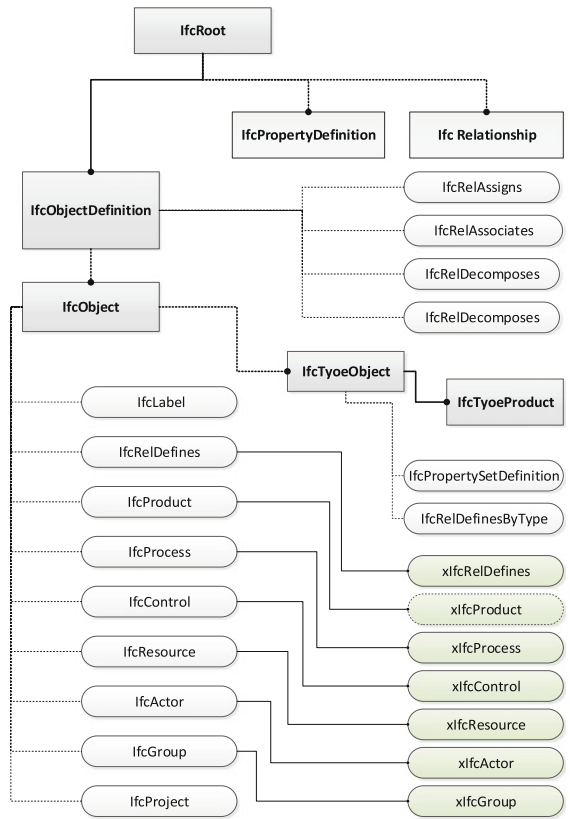 IfcRoot
IfcPropertyDefinition
Ifc Relationship
IfcObjectDefinition
IfcRelAssigns
IfcRelAssociates
IfcRelDecomposes
IfcRelDecomposes
IfcObject
IfcTyoeObject
IfcTyoeProduct
IfcLabel
IfcRelDefines
IfcProduct
IfcProcess
IfcControl
IfcResource
IfcActor
IfcGroup
IfcProject
IfcPropertySetDefinition
IfcRelDefinesByType
xIfcRelDefines
xIfcProduct
xIfcProcess
xIfcControl
xIfcResource
xIfcActor
xIfcGroup